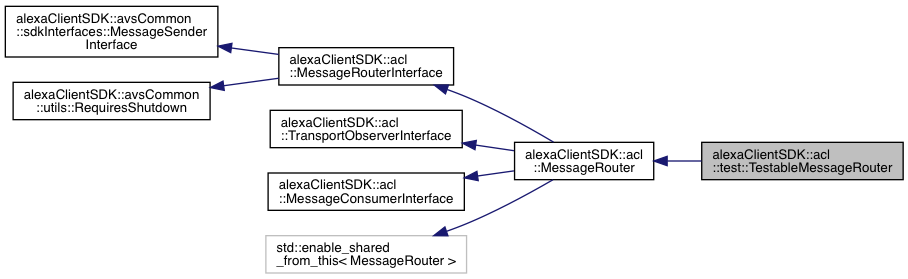 alexaClientSDK::avsCommon
::sdkInterfaces::MessageSender
Interface
alexaClientSDK::avsCommon
::utils::RequiresShutdown
alexaClientSDK::acl
::MessageRouterInterface
alexaClientSDK::acl
::TransportObserverInterface
alexaClientSDK::acl
::MessageConsumerInterface
std::enable_shared
_from_this< MessageRouter >
alexaClientSDK::acl
::MessageRouter
alexaClientSDK::acl
::test::TestableMessageRouter